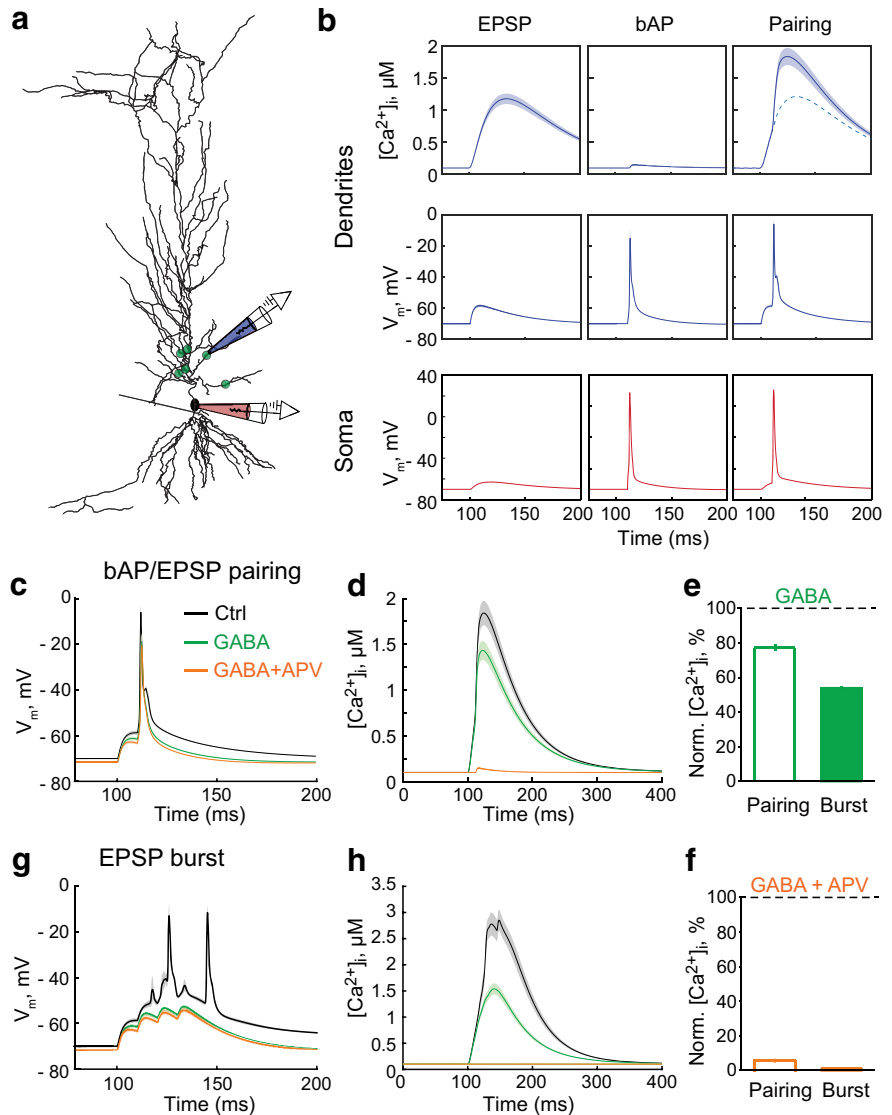 a
b
EPSP
bAP
Pairing
Dendrites
[Ca²⁺]ᵢ, µM
2
1.5
1
0.5
0
Vₘ, mV
0
- 20
- 40
- 60
- 80
Soma
Vₘ, mV
40
0
- 40
- 80
100 150 200
100 150 200
100 150 200
Time (ms)
c
bAP/EPSP pairing
Ctrl
GABA
GABA+APV
Vₘ, mV
0
- 20
- 40
- 60
- 80
100 150 200
Time (ms)
d
[Ca²⁺]ᵢ, µM
2
1.5
1
0.5
0
0 100 200 300 400
Time (ms)
e
GABA
Norm. [Ca²⁺]ᵢ, %
100
80
60
40
20
0
Pairing Burst
g
EPSP burst
Vₘ, mV
0
- 20
- 40
- 60
- 80
100 150 200
Time (ms)
h
[Ca²⁺]ᵢ, µM
3.5
3
2.5
2
1.5
1
0.5
0
0 100 200 300 400
Time (ms)
f
GABA + APV
Norm. [Ca²⁺]ᵢ, %
100
80
60
40
20
0
Pairing Burst